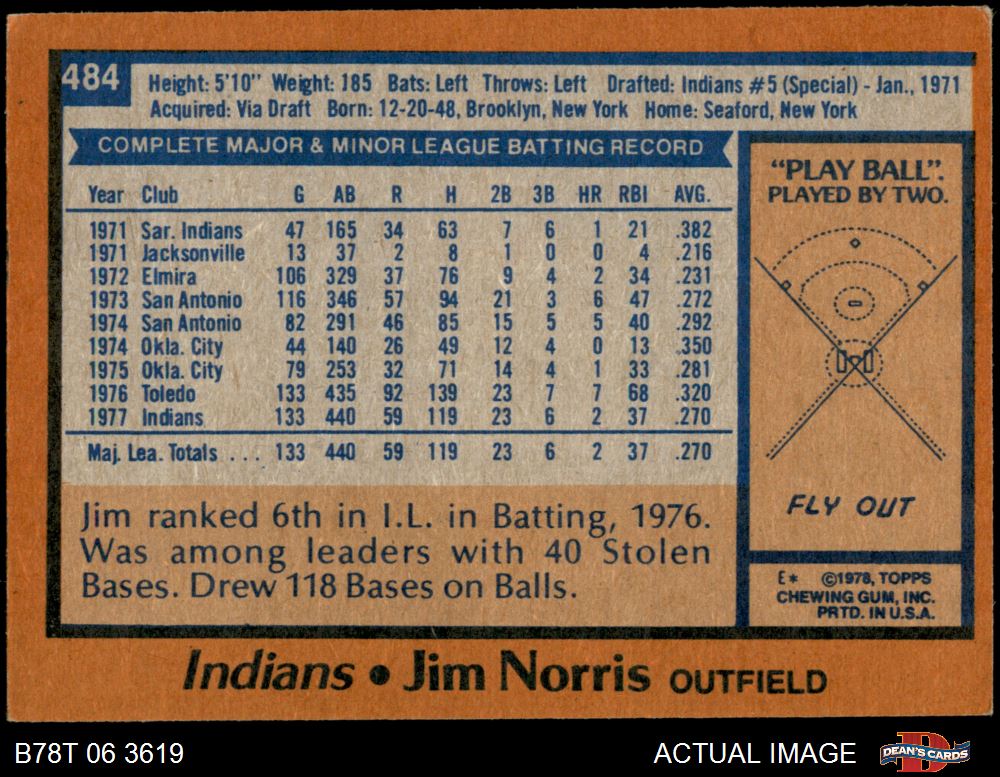 484
Height: 5'10" Weight: 185 Bats: Left Throws: Left Drafted: Indians #5 (Special) - Jan., 1971
Acquired: Via Draft Born: 12-20-48, Brooklyn, New York Home: Seaford, New York
COMPLETE MAJOR & MINOR LEAGUE BATTING RECORD
Year Club G AB R H 2B 3B HR RBI AVG.
1971 Sar. Indians 47 165 34 63 7 6 1 21 .382
1971 Jacksonville 13 37 2 8 1 0 0 4 .216
1972 Elmira 106 329 37 76 9 4 2 34 .231
1973 San Antonio 116 346 57 94 21 3 6 47 .272
1974 San Antonio 82 291 46 85 15 5 5 40 .292
1974 Okla. City 44 140 26 49 12 4 0 13 .350
1975 Okla. City 79 253 32 71 14 4 1 33 .281
1976 Toledo 133 435 92 139 23 7 7 68 .320
1977 Indians 133 440 59 119 23 6 2 37 .270
Maj. Lea. Totals . . . 133 440 59 119 23 6 2 37 .270
Jim ranked 6th in I.L. in Batting, 1976.
Was among leaders with 40 Stolen
Bases. Drew 118 Bases on Balls.
"PLAY BALL".
PLAYED BY TWO.
FLY OUT
E* ©1978, TOPPS
CHEWING GUM, INC.
PRTD. IN U.S.A.
Indians • Jim Norris OUTFIELD
B78T 06 3619
ACTUAL IMAGE
DEAN'S CARDS